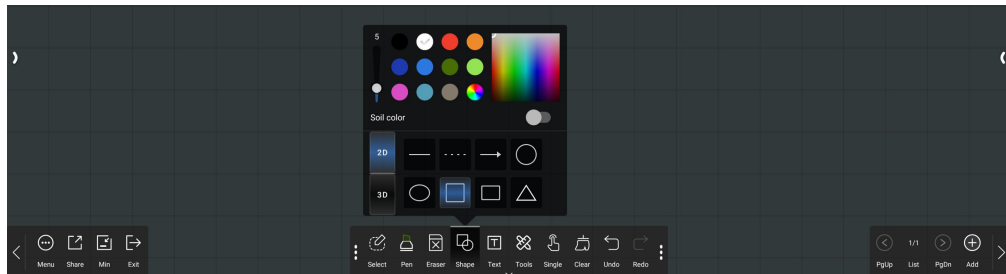 5
Soil color
2D
3D
Menu Share Min Exit Select Pen Eraser Shape Text Tools Single Clear Undo Redo PgUp 1/1 List PgDn Add